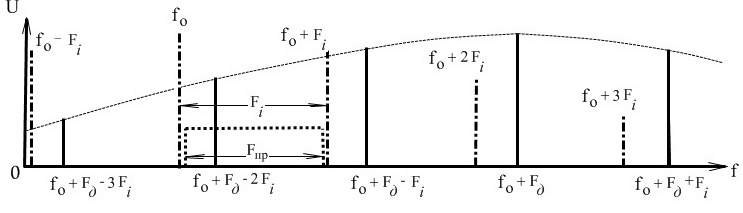 U
f₀ - Fᵢ
f₀
f₀ + Fᵢ
f₀ + 2Fᵢ
f₀ + 3Fᵢ
Fᵢ
Fпр
0
f₀ + F∂ - 3Fᵢ
f₀ + F∂ - 2Fᵢ
f₀ + F∂ - Fᵢ
f₀ + F∂
f₀ + F∂ + Fᵢ
f